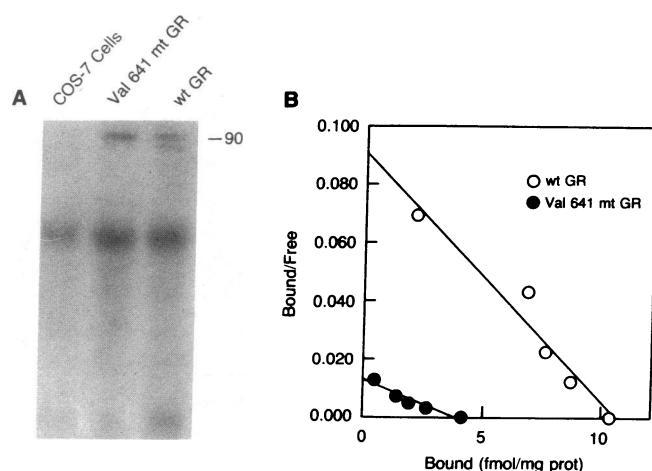 A
COS-7 Cells
Val 641 mt GR
wt GR
—90
B
0.100
0.080
0.060
0.040
0.020
0.000
Bound/Free
wt GR
Val 641 mt GR
0
5
10
Bound (fmol/mg prot)